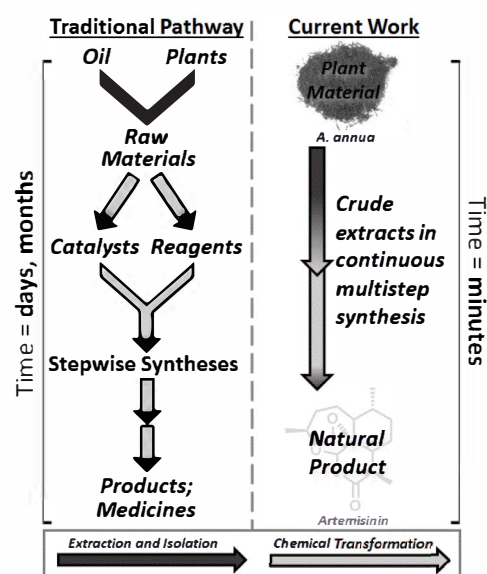 Traditional Pathway
Oil Plants
Raw
Materials
Catalysts Reagents
Stepwise Syntheses
Products;
Medicines
Time = days, months
Current Work
Plant
Material
A. annua
Crude
extracts in
continuous
multistep
synthesis
Natural
Product
O
O
O
Artemisinin
Time = minutes
Extraction and Isolation
Chemical Transformation